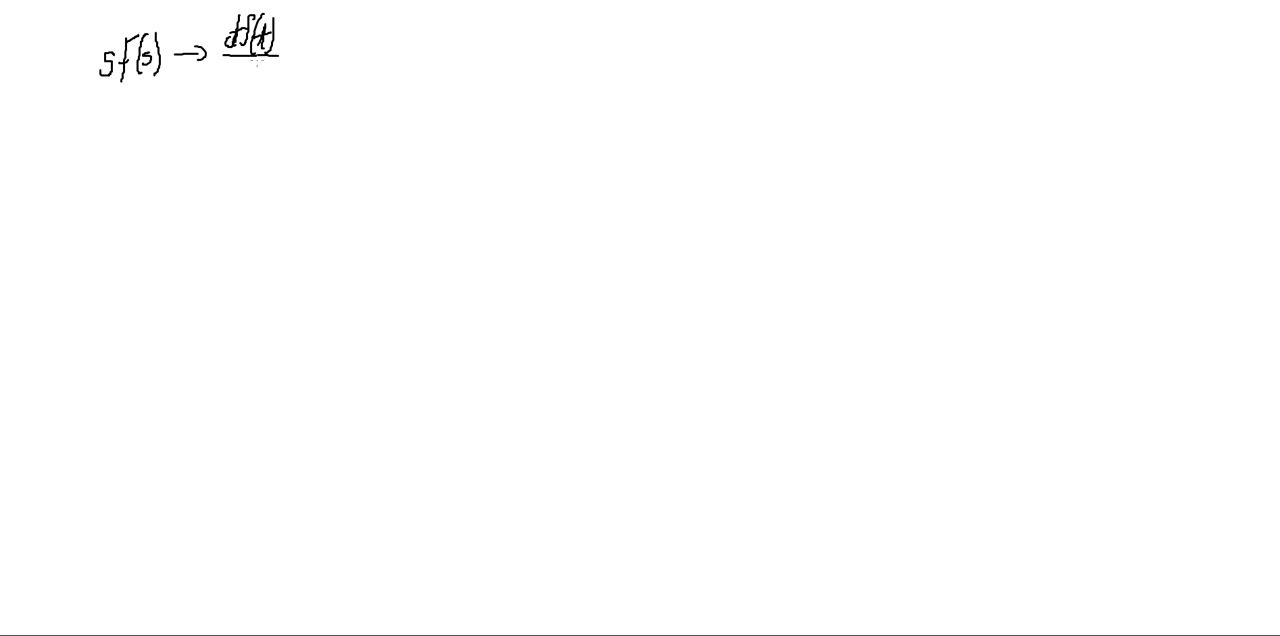 sF(s) → df(t)